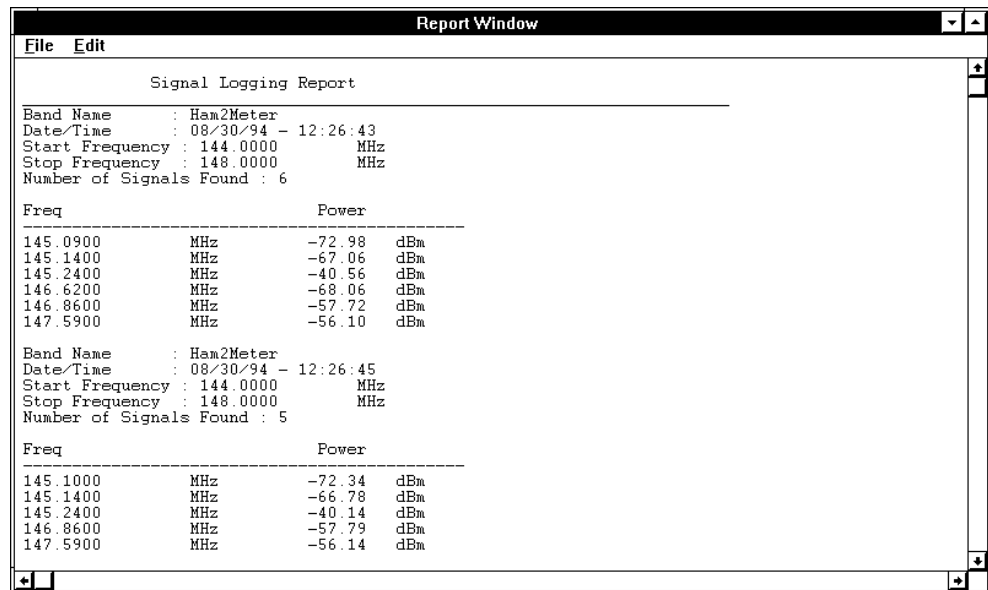 Report Window
File Edit
Signal Logging Report
Band Name : Ham2Meter
Date/Time : 08/30/94 - 12:26:43
Start Frequency : 144.0000 MHz
Stop Frequency : 148.0000 MHz
Number of Signals Found : 6
Freq Power
145.0900 MHz -72.98 dBm
145.1400 MHz -67.06 dBm
145.2400 MHz -40.56 dBm
146.6200 MHz -68.06 dBm
146.8600 MHz -57.72 dBm
147.5900 MHz -56.10 dBm
Band Name : Ham2Meter
Date/Time : 08/30/94 - 12:26:45
Start Frequency : 144.0000 MHz
Stop Frequency : 148.0000 MHz
Number of Signals Found : 5
Freq Power
145.1000 MHz -72.34 dBm
145.1400 MHz -66.78 dBm
145.2400 MHz -40.14 dBm
146.8600 MHz -57.79 dBm
147.5900 MHz -56.14 dBm